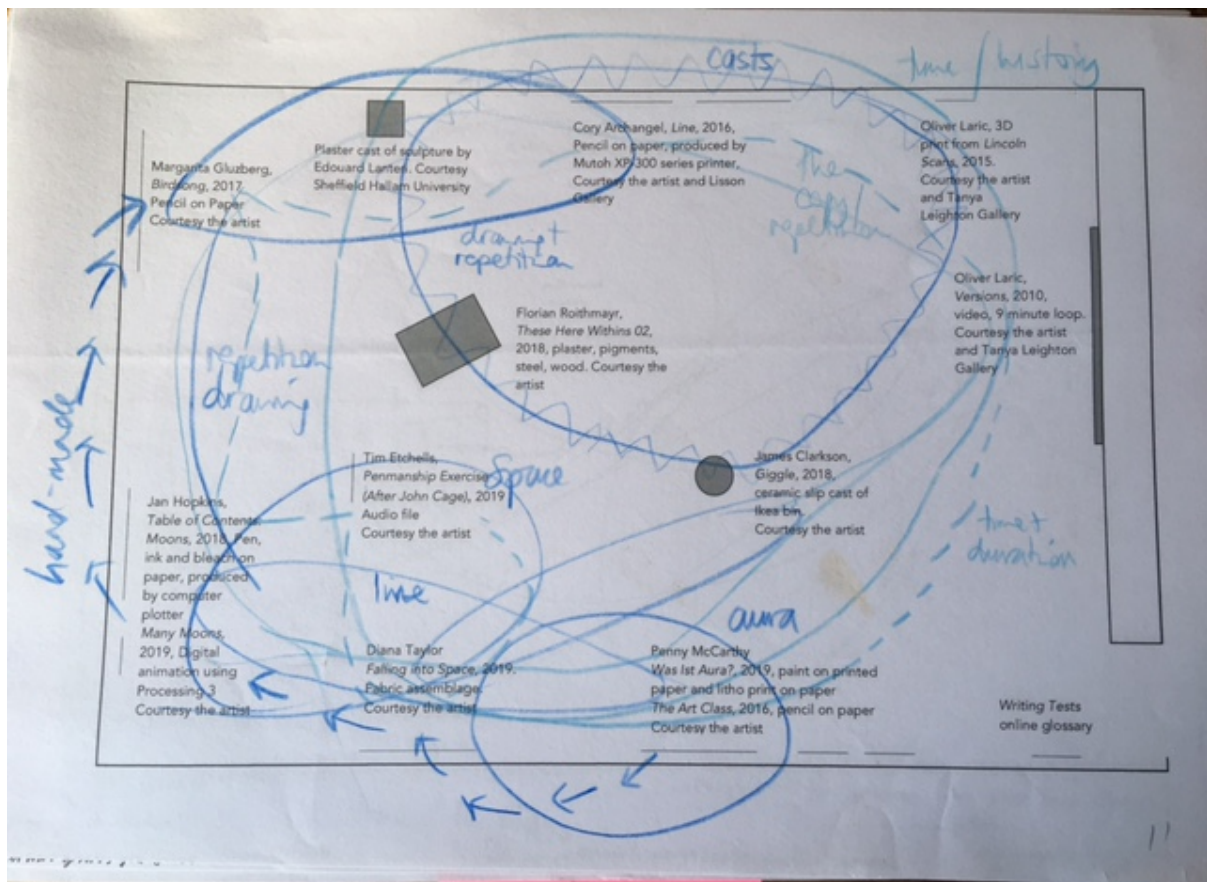 casts
time / history
Margarita Gluzberg,
Birdsong, 2017
Pencil on Paper
Courtesy the artist
Plaster cast of sculpture by
Edouard Lanteri. Courtesy
Sheffield Hallam University
Cory Archangel, Line, 2016,
Pencil on paper, produced by
Mutoh XP-300 series printer,
Courtesy the artist and Lisson
Gallery
Oliver Laric, 3D
print from Lincoln
Scans, 2015.
Courtesy the artist
and Tanya
Leighton Gallery
The
copy/
repetition
drawing +
repetition
Oliver Laric,
Versions, 2010,
video, 9 minute loop.
Courtesy the artist
and Tanya Leighton
Gallery
Florian Roithmayr,
These Here Withins 02,
2018, plaster, pigments,
steel, wood. Courtesy the
artist
repetition
drawing
hand-made
Tim Etchells,
Penmanship Exercise
(After John Cage), 2019
Audio file
Courtesy the artist
Space
James Clarkson,
Giggle, 2018,
ceramic slip cast of
Ikea bin,
Courtesy the artist
Jan Hopkins,
Table of Contents:
Moons, 2018, Pen,
ink and bleach on
paper, produced
by computer
plotter
Many Moons,
2019, Digital
animation using
Processing 3
Courtesy the artist
time +
duration
line
aura
Diana Taylor
Falling into Space, 2019.
Fabric assemblage.
Courtesy the artist
Penny McCarthy
Was Ist Aura?, 2019, paint on printed
paper and litho print on paper
The Art Class, 2016, pencil on paper
Courtesy the artist
Writing Tests
online glossary
11